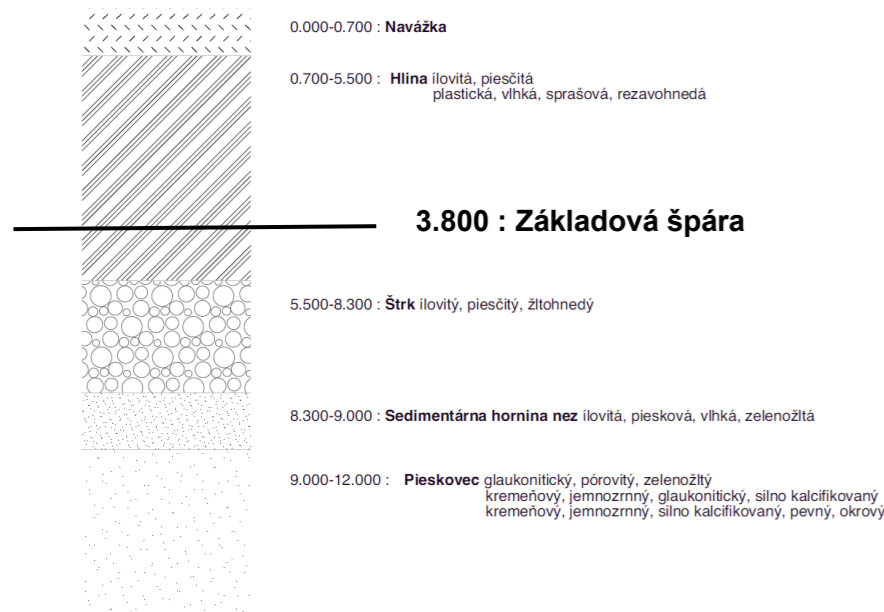 0.000-0.700 : Navážka
0.700-5.500 : Hlina ílovitá, piesčitá
plastická, vlhká, sprašová, rezavohnedá
3.800 : Základová špára
5.500-8.300 : Štrk ílovitý, piesčitý, žltohnedý
8.300-9.000 : Sedimentárna hornina nez ílovitá, piesková, vlhká, zelenožltá
9.000-12.000 : Pieskovec glaukonitický, pórovitý, zelenožltý
kremeňový, jemnozrnný, glaukonitický, silno kalcifikovaný
kremeňový, jemnozrnný, silno kalcifikovaný, pevný, okrový